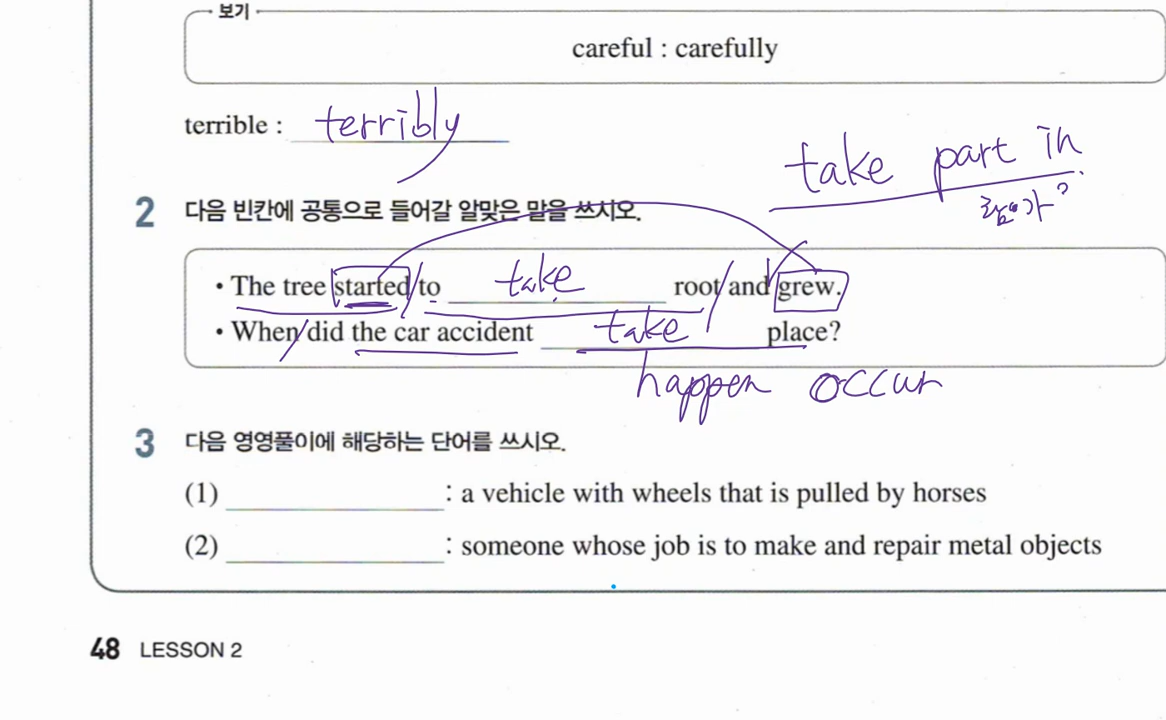 보기
careful : carefully
terrible : terribly
take part in
참가?
2 다음 빈칸에 공통으로 들어갈 알맞은 말을 쓰시오.
• The tree started to take root and grew.
• When did the car accident take place?
happen occur
3 다음 영영풀이에 해당하는 단어를 쓰시오.
(1) : a vehicle with wheels that is pulled by horses
(2) : someone whose job is to make and repair metal objects
48 LESSON 2